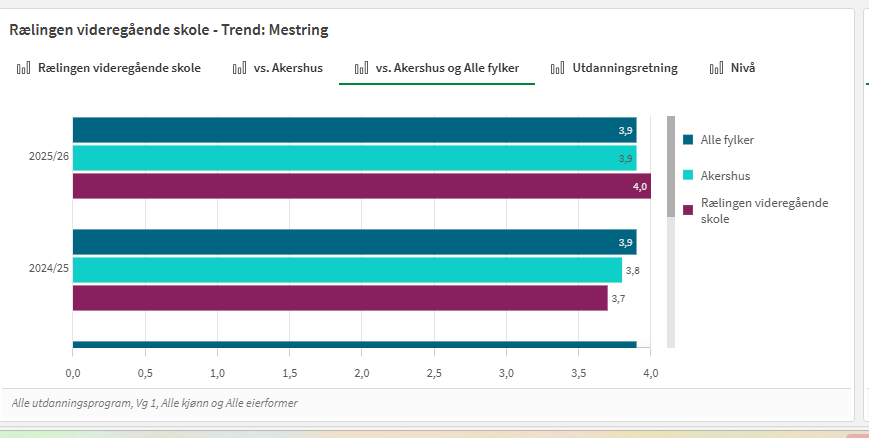 Rælingen videregående skole - Trend: Mestring
Rælingen videregående skole vs. Akershus vs. Akershus og Alle fylker Utdanningsretning Nivå
2025/26
3,9
3,9
4,0
2024/25
3,9
3,8
3,7
0,0 0,5 1,0 1,5 2,0 2,5 3,0 3,5 4,0
Alle fylker
Akershus
Rælingen videregående
skole
Alle utdanningsprogram, Vg 1, Alle kjønn og Alle eierformer